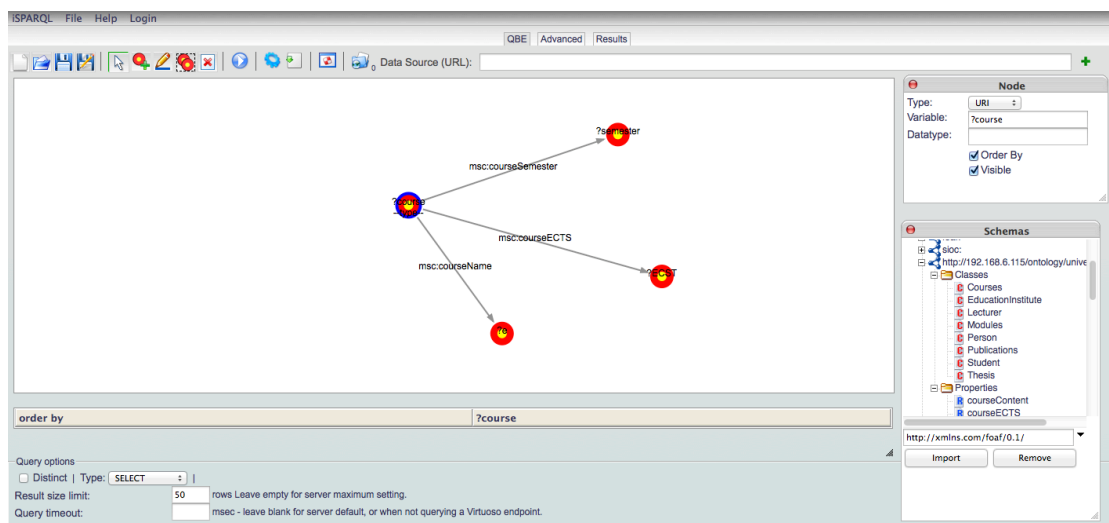 iSPARQL File Help Login
QBE Advanced Results
0 Data Source (URL):
Node
Type: URI
Variable: ?course
Datatype:
Order By
Visible
?semester
msc:courseSemester
?course
msc:courseECTS
msc:courseName
?ECST
Schemas
sioc:
http://192.168.6.115/ontology/unive
Classes
C Courses
C EducationInstitute
C Lecturer
C Modules
C Person
C Publications
C Student
C Thesis
Properties
R courseContent
R courseECTS
http://xmlns.com/foaf/0.1/
Import Remove
order by ?course
Query options
Distinct | Type: SELECT |
Result size limit: 50 rows Leave empty for server maximum setting.
Query timeout: msec - leave blank for server default, or when not querying a Virtuoso endpoint.